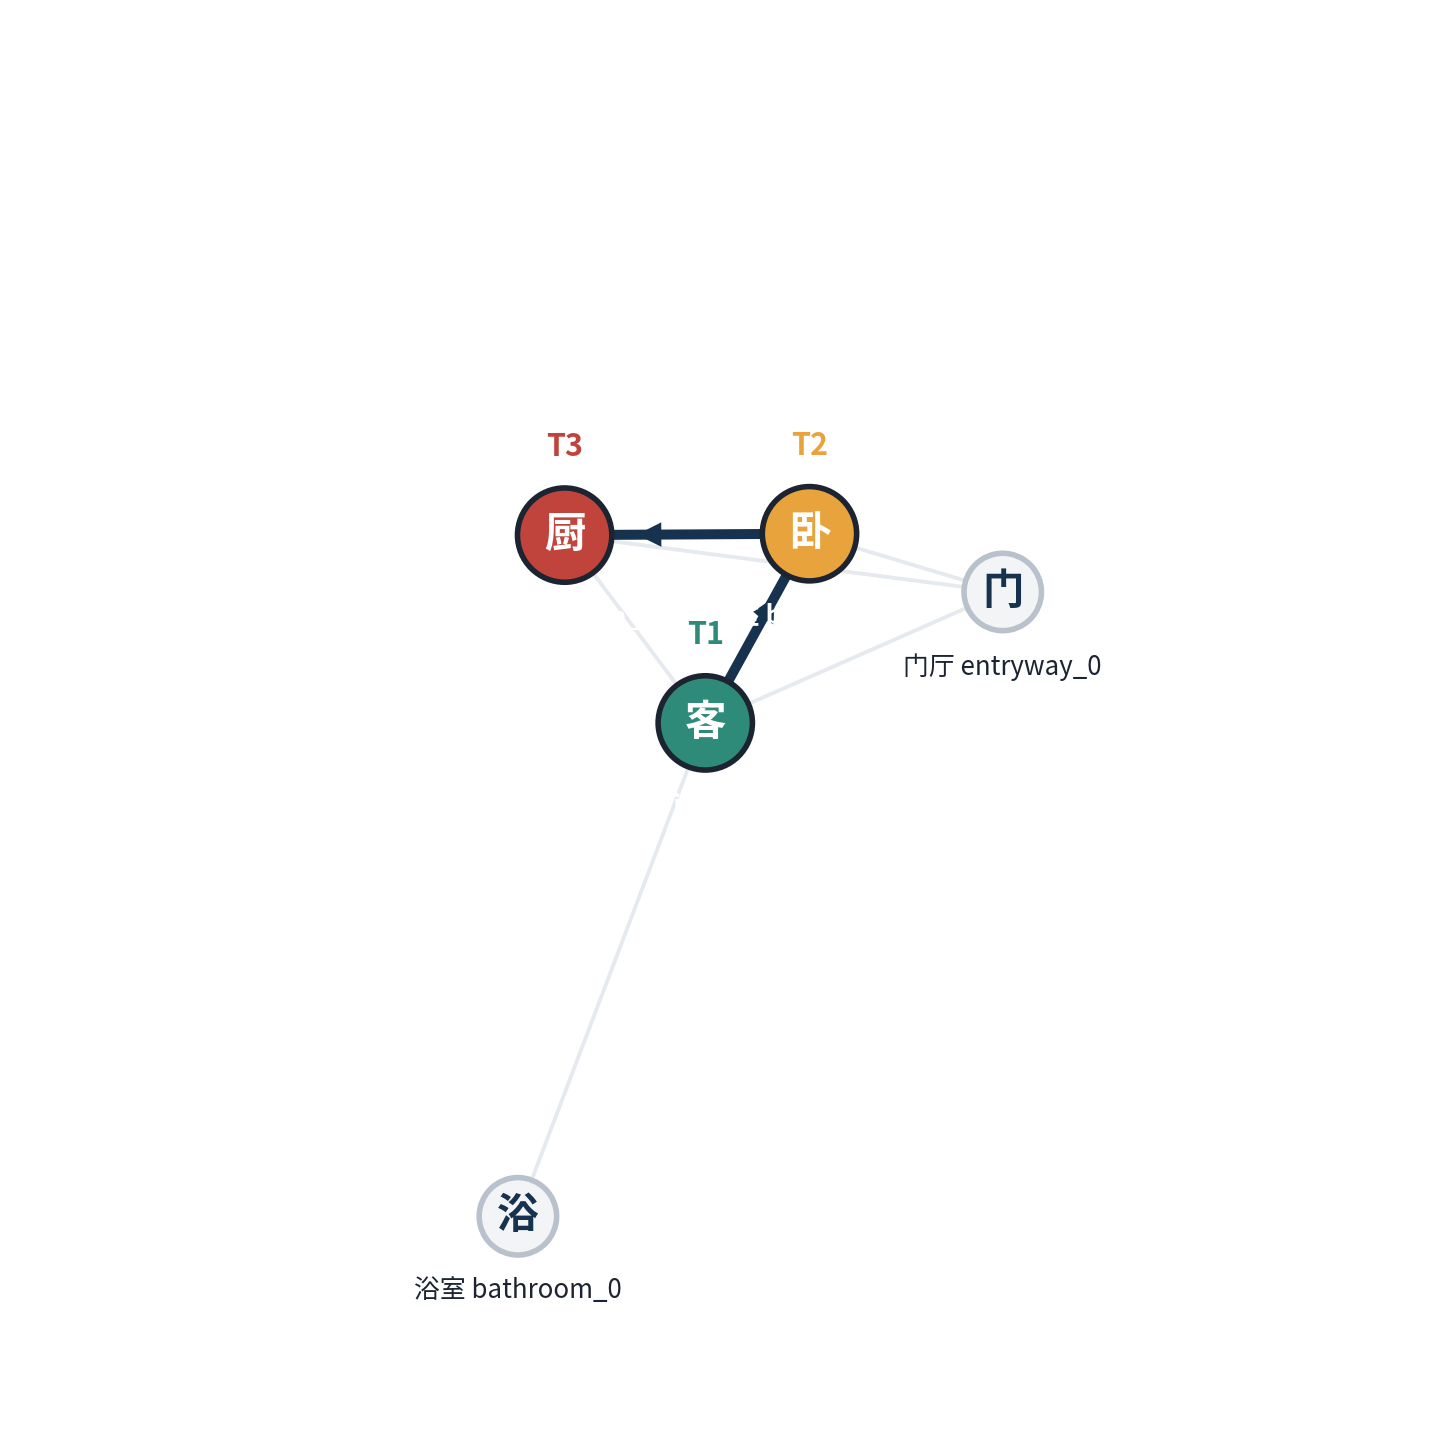 T3
T2
厨
卧
门
门厅 entryway_0
T1
客
浴
浴室 bathroom_0